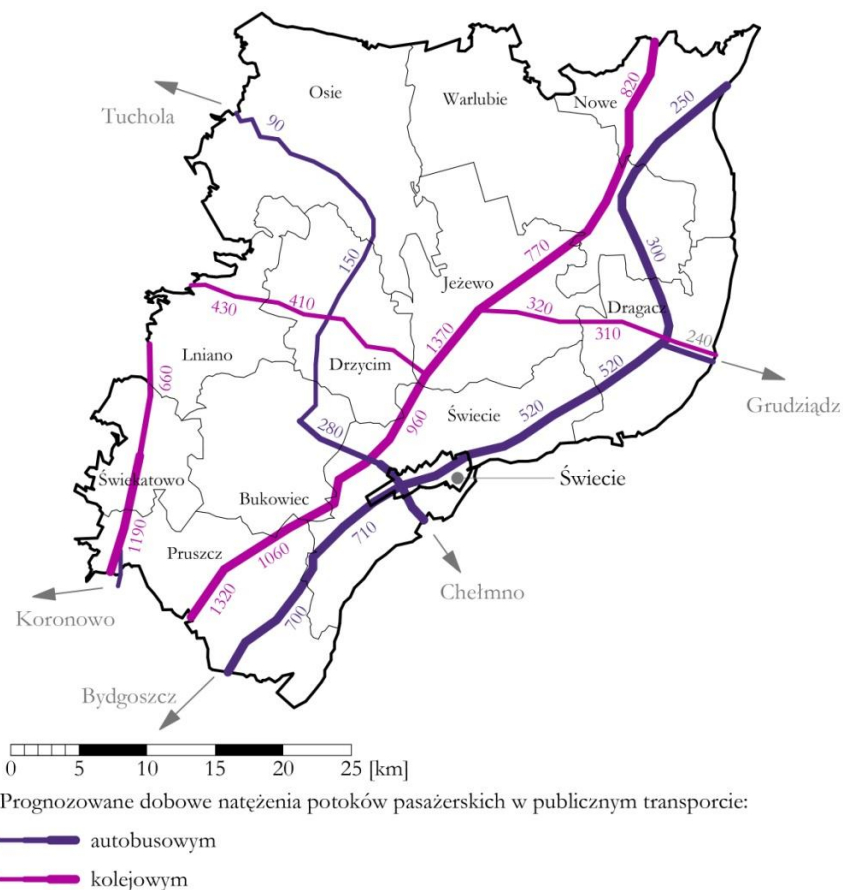 Osie
Warlubie
Nowe
820
250
Tuchola
90
150
300
770
Jeżewo
430
410
320
310
Dragacz
240
1370
Lniano
Drzycim
660
520
Grudziądz
Świecie
520
960
280
Świekatowo
Świecie
Bukowiec
710
1190
Pruszcz
1060
Chełmno
1320
Koronowo
700
Bydgoszcz
0 5 10 15 20 25 [km]
Prognozowane dobowe natężenia potoków pasażerskich w publicznym transporcie:
autobusowym
kolejowym